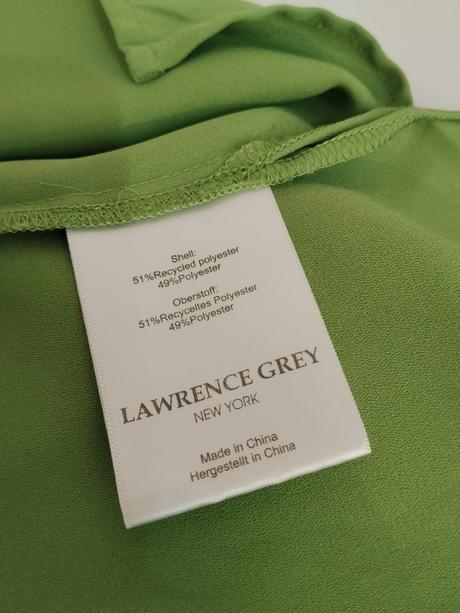 Shell:
51%Recycled polyester
49%Polyester
Oberstoff:
51%Recyceltes Polyester
49%Polyester
LAWRENCE GREY
NEW YORK
Made in China
Hergestellt in China